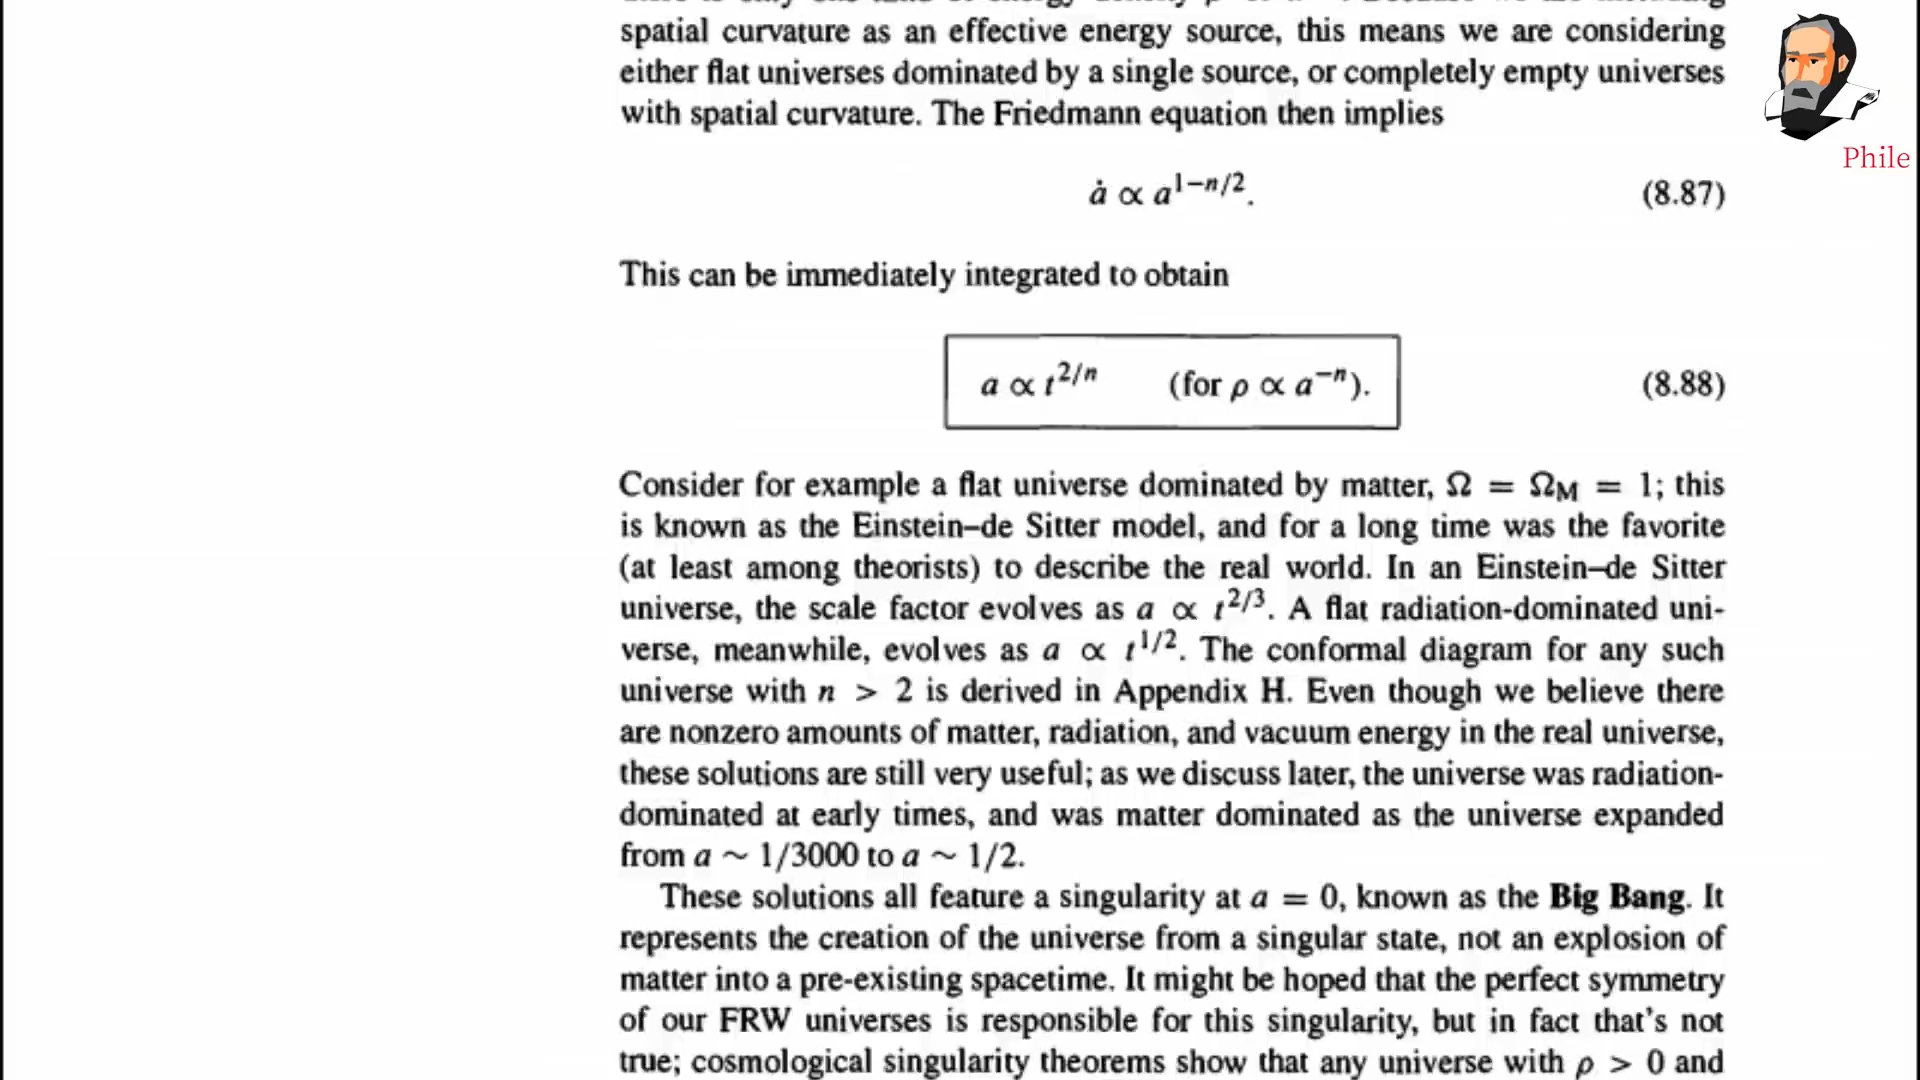 spatial curvature as an effective energy source, this means we are considering
either flat universes dominated by a single source, or completely empty universes
with spatial curvature. The Friedmann equation then implies
Phile
ȧ ∝ a^{1−n/2}. (8.87)
This can be immediately integrated to obtain
a ∝ t^{2/n} (for ρ ∝ a^{−n}). (8.88)
Consider for example a flat universe dominated by matter, Ω = Ω_M = 1; this
is known as the Einstein–de Sitter model, and for a long time was the favorite
(at least among theorists) to describe the real world. In an Einstein–de Sitter
universe, the scale factor evolves as a ∝ t^{2/3}. A flat radiation-dominated uni-
verse, meanwhile, evolves as a ∝ t^{1/2}. The conformal diagram for any such
universe with n > 2 is derived in Appendix H. Even though we believe there
are nonzero amounts of matter, radiation, and vacuum energy in the real universe,
these solutions are still very useful; as we discuss later, the universe was radiation-
dominated at early times, and was matter dominated as the universe expanded
from a ∼ 1/3000 to a ∼ 1/2.
These solutions all feature a singularity at a = 0, known as the Big Bang. It
represents the creation of the universe from a singular state, not an explosion of
matter into a pre-existing spacetime. It might be hoped that the perfect symmetry
of our FRW universes is responsible for this singularity, but in fact that's not
true; cosmological singularity theorems show that any universe with ρ > 0 and